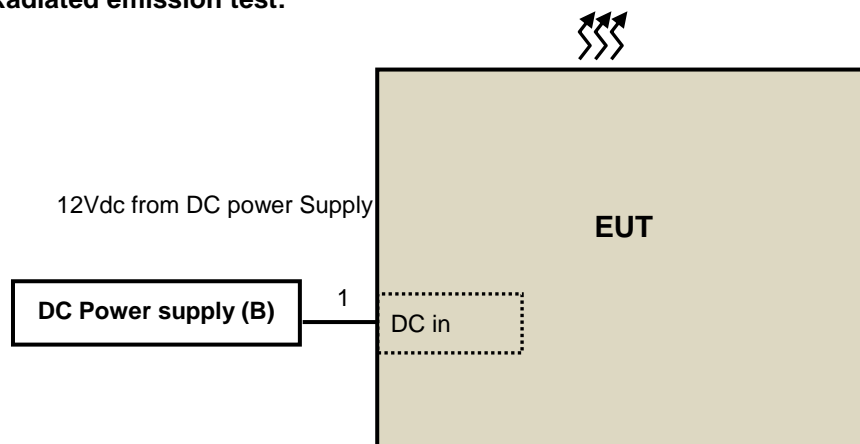 Radiated emission test:
12Vdc from DC power Supply
EUT
DC Power supply (B)
1
DC in